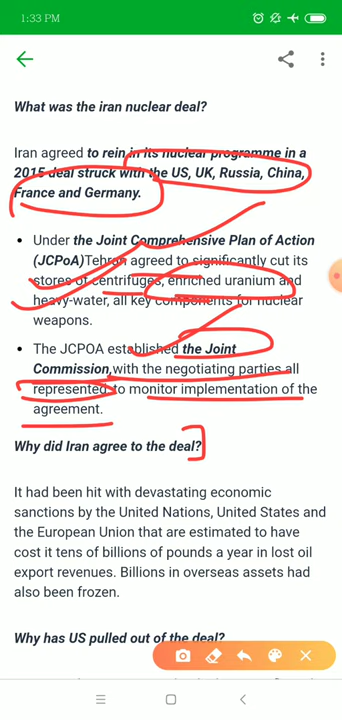 1:33 PM
What was the iran nuclear deal?
Iran agreed to rein in its nuclear programme in a
2015 deal struck with the US, UK, Russia, China,
France and Germany.
Under the Joint Comprehensive Plan of Action
(JCPoA)Tehran agreed to significantly cut its
stores of centrifuges, enriched uranium and
heavy-water, all key components for nuclear
weapons.
The JCPOA established the Joint
Commission,with the negotiating parties all
represented, to monitor implementation of the
agreement.
Why did Iran agree to the deal?
It had been hit with devastating economic
sanctions by the United Nations, United States and
the European Union that are estimated to have
cost it tens of billions of pounds a year in lost oil
export revenues. Billions in overseas assets had
also been frozen.
Why has US pulled out of the deal?